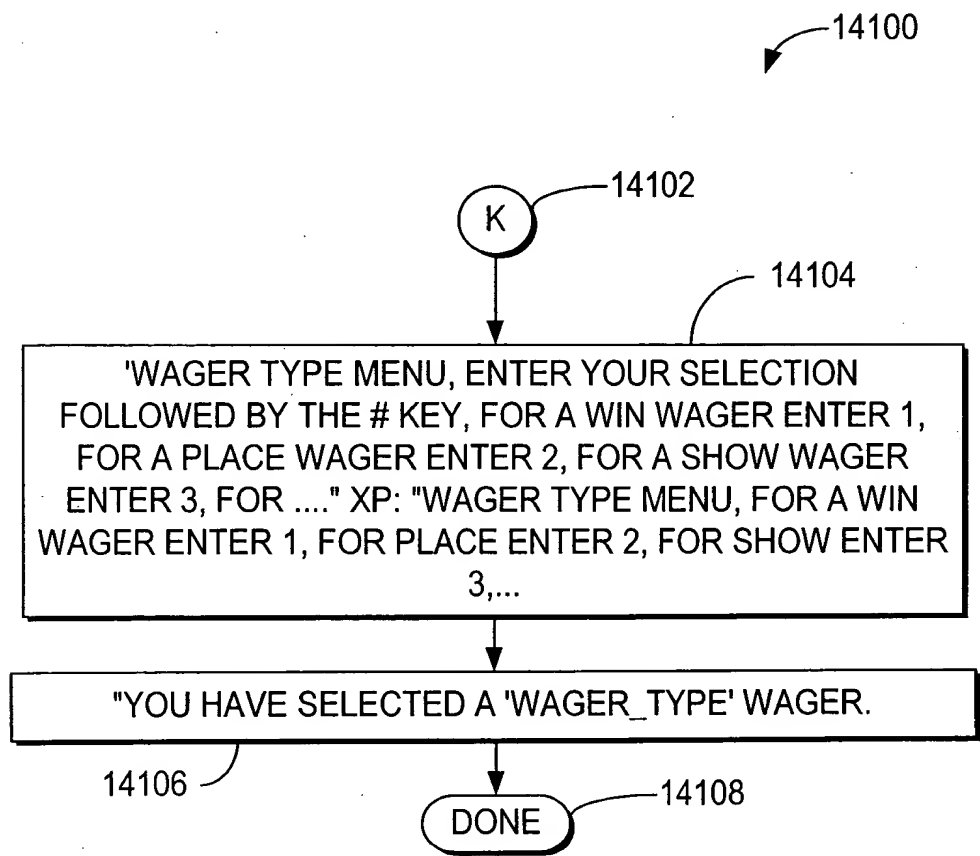 14100
K
14102
14104
'WAGER TYPE MENU, ENTER YOUR SELECTION
FOLLOWED BY THE # KEY, FOR A WIN WAGER ENTER 1,
FOR A PLACE WAGER ENTER 2, FOR A SHOW WAGER
ENTER 3, FOR ...." XP: "WAGER TYPE MENU, FOR A WIN
WAGER ENTER 1, FOR PLACE ENTER 2, FOR SHOW ENTER
3,...
"YOU HAVE SELECTED A 'WAGER_TYPE' WAGER.
14106
DONE
14108